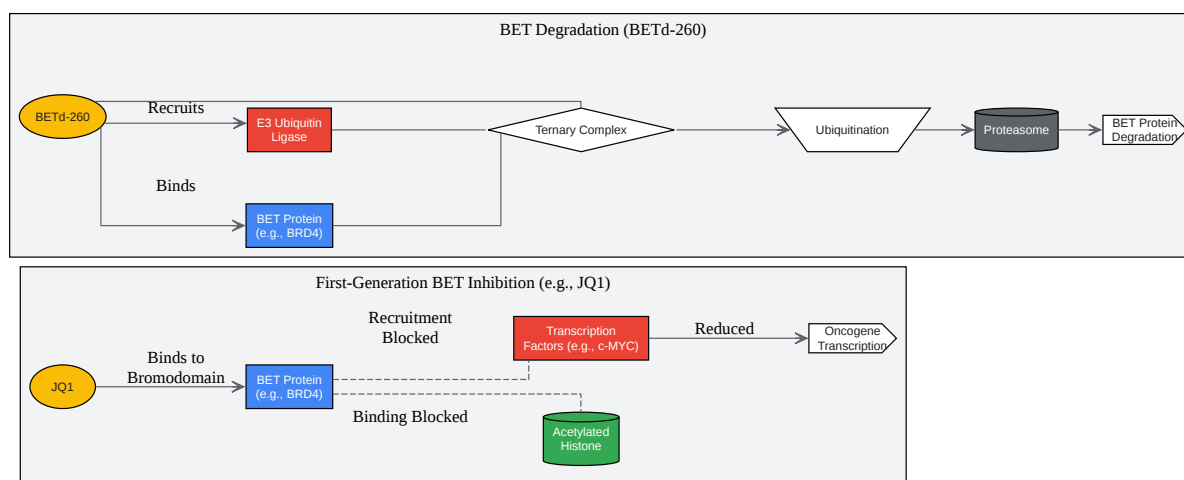 BET Degradation (BETd-260)
BETd-260
Recruits
E3 Ubiquitin
Ligase
Ternary Complex
Ubiquitination
Proteasome
BET Protein
Degradation
Binds
BET Protein
(e.g., BRD4)
First-Generation BET Inhibition (e.g., JQ1)
JQ1
Binds to
Bromodomain
BET Protein
(e.g., BRD4)
Recruitment
Blocked
Transcription
Factors (e.g., c-MYC)
Reduced
Oncogene
Transcription
Binding Blocked
Acetylated
Histone